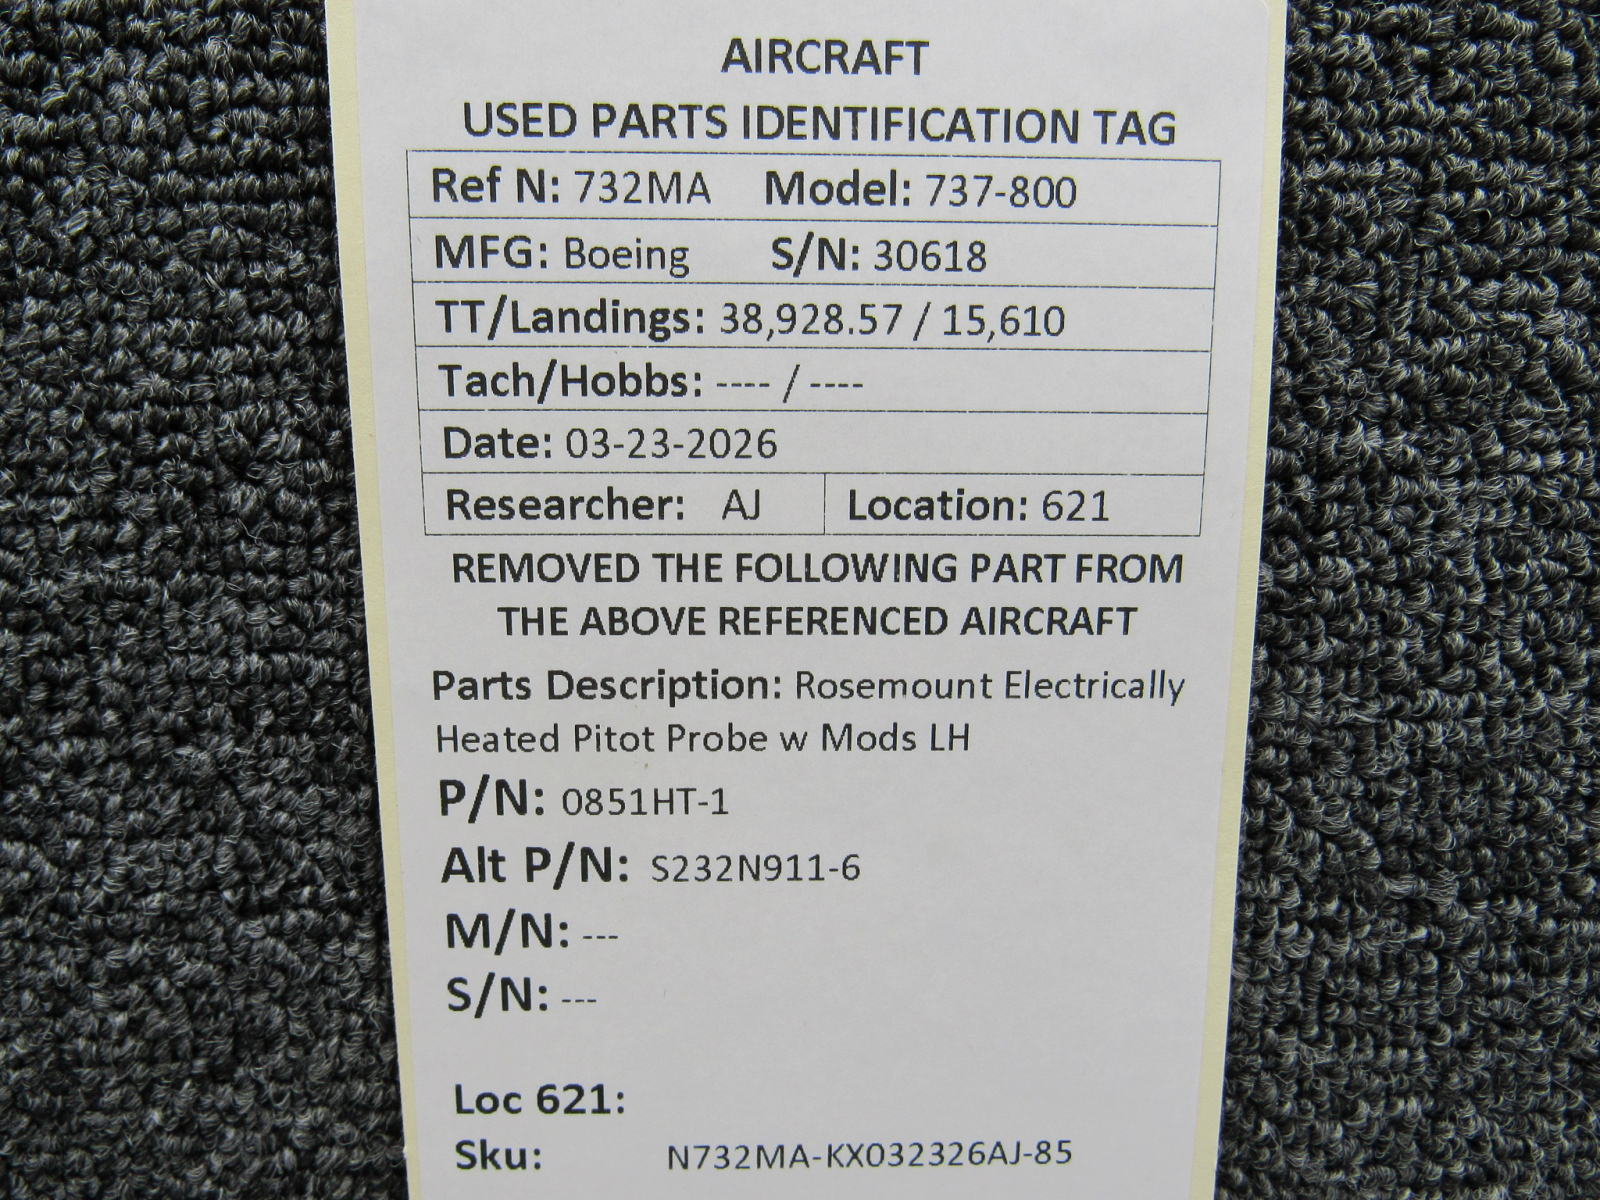 AIRCRAFT
USED PARTS IDENTIFICATION TAG
Ref N: 732MA Model: 737-800
MFG: Boeing S/N: 30618
TT/Landings: 38,928.57 / 15,610
Tach/Hobbs: ---- / ----
Date: 03-23-2026
Researcher: AJ Location: 621
REMOVED THE FOLLOWING PART FROM
THE ABOVE REFERENCED AIRCRAFT
Parts Description: Rosemount Electrically
Heated Pitot Probe w Mods LH
P/N: 0851HT-1
Alt P/N: S232N911-6
M/N: ---
S/N: ---
Loc 621:
Sku: N732MA-KX032326AJ-85